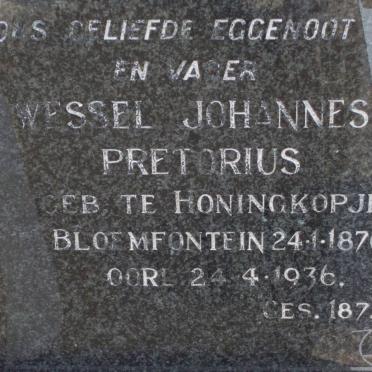 ONS GELIEFDE EGGENOOT
EN VADER
WESSEL JOHANNES
PRETORIUS
GEB. TE HONINGKOPJE
BLOEMFONTEIN 24·1·187
OORL 24·4·1936.
GES. 187